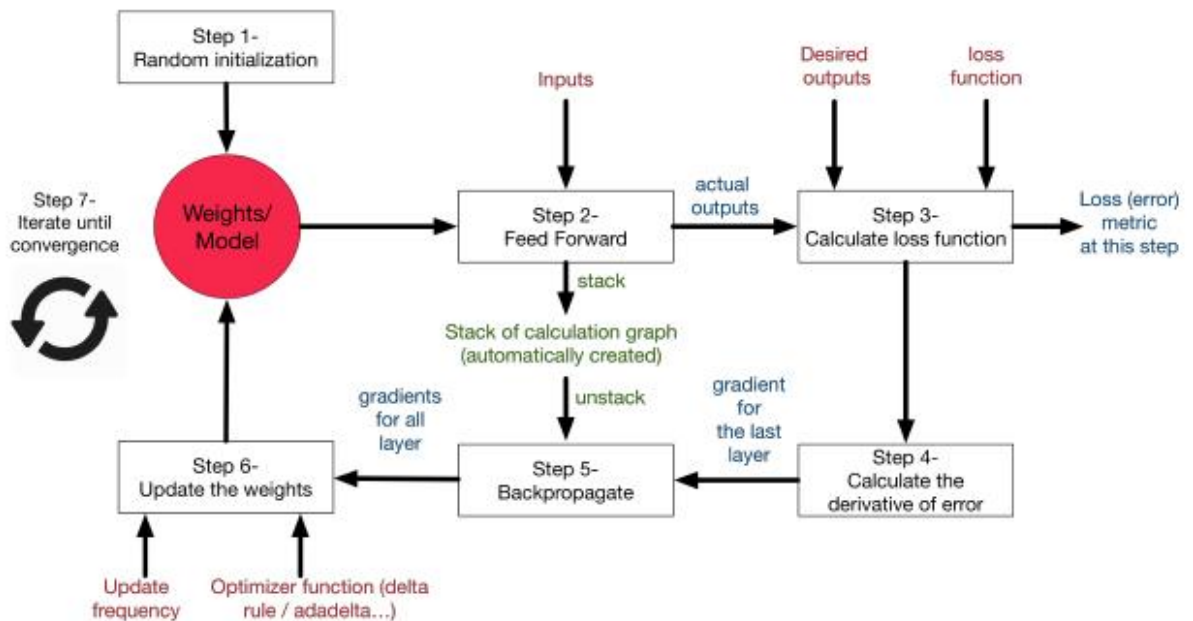 Step 1-
Random initialization
Inputs
Desired
outputs
loss
function
Step 7-
Iterate until
convergence
Weights/
Model
Step 2-
Feed Forward
actual
outputs
Step 3-
Calculate loss function
Loss (error)
metric
at this step
stack
Stack of calculation graph
(automatically created)
unstack
gradients
for all
layer
gradient
for
the last
layer
Step 6-
Update the weights
Step 5-
Backpropagate
Step 4-
Calculate the
derivative of error
Update
frequency
Optimizer function (delta
rule / adadelta...)